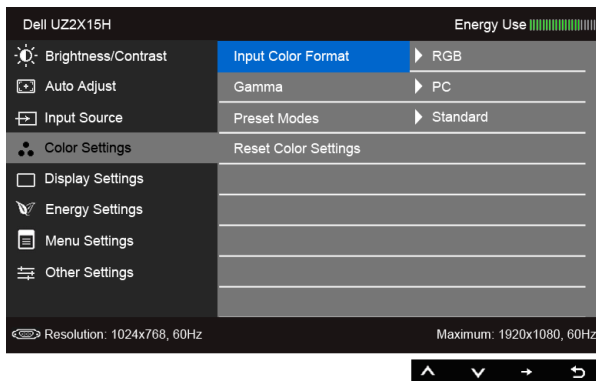 Dell UZ2X15H Energy Use
Brightness/Contrast Input Color Format RGB
Auto Adjust Gamma PC
Input Source Preset Modes Standard
Color Settings Reset Color Settings
Display Settings
Energy Settings
Menu Settings
Other Settings
Resolution: 1024x768, 60Hz Maximum: 1920x1080, 60Hz